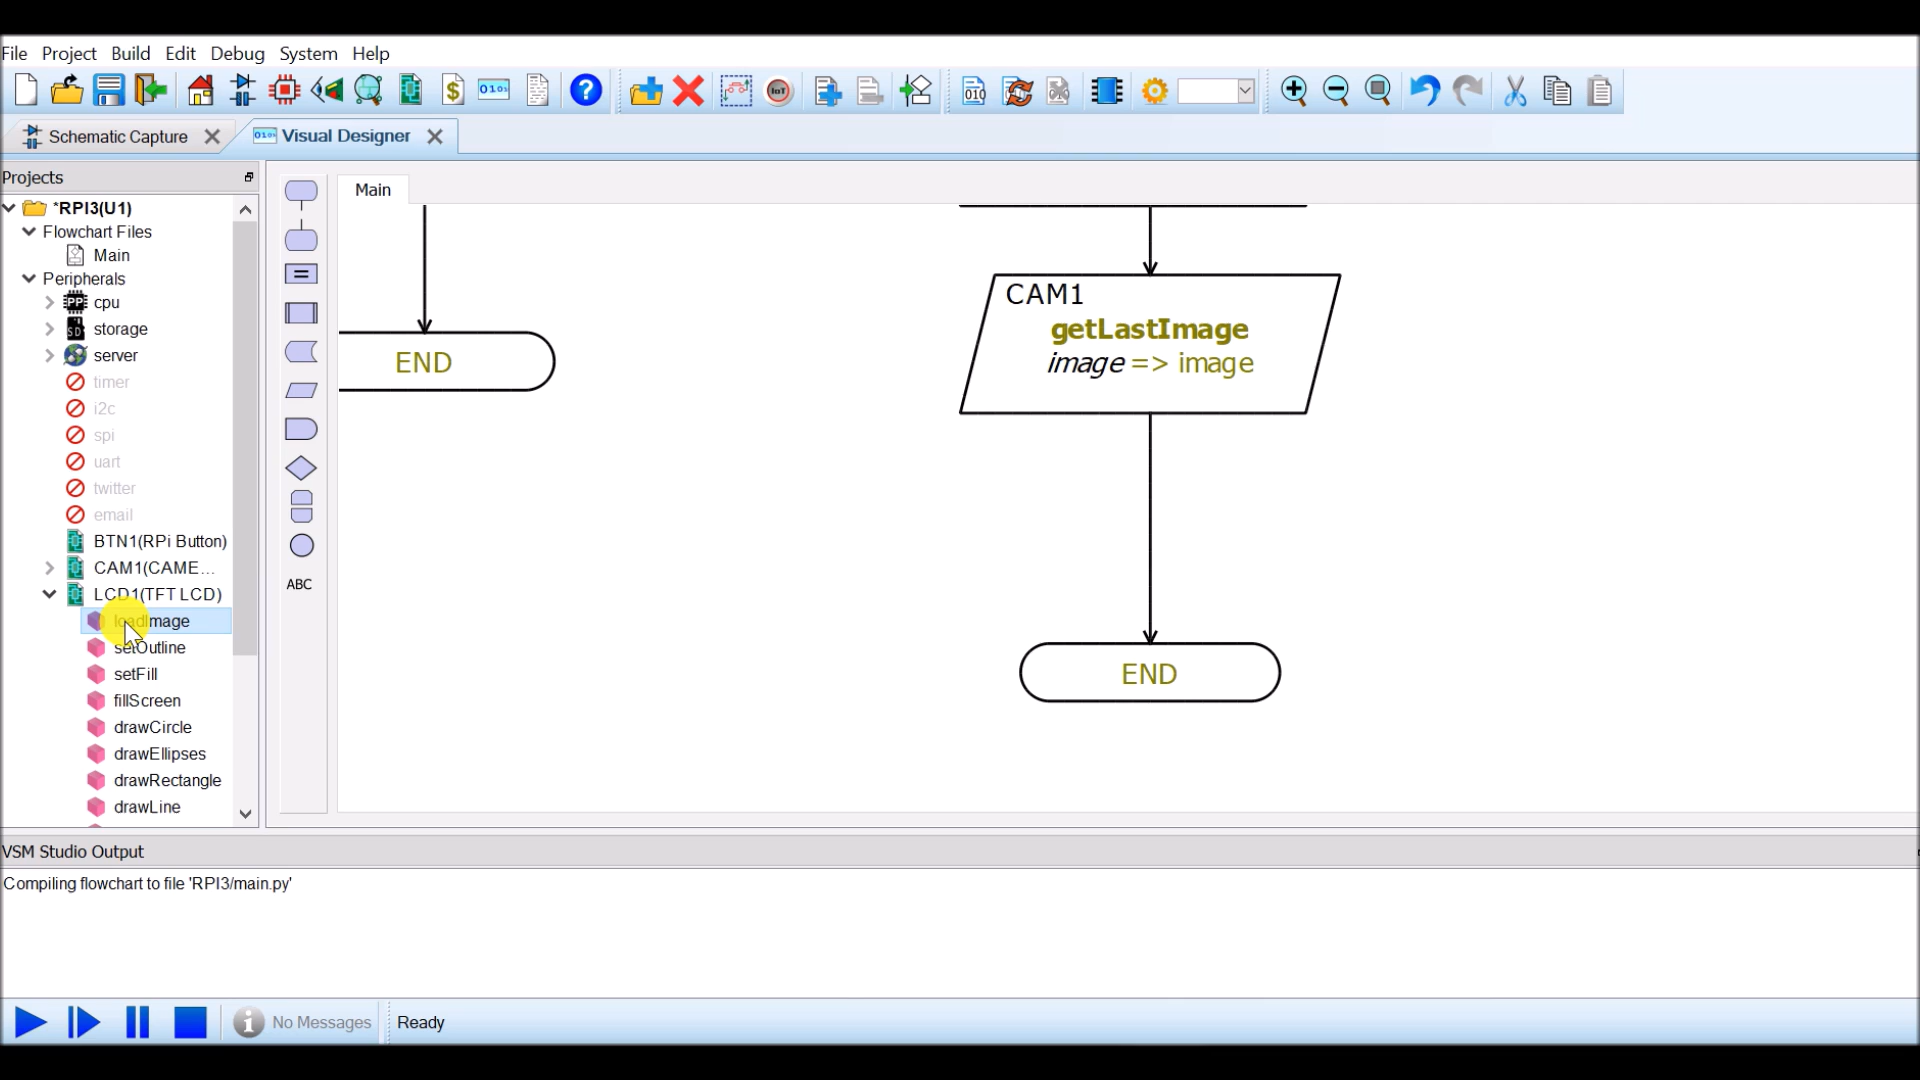 File Project Build Edit Debug System Help
Schematic Capture
Visual Designer
Projects
*RPI3(U1)
Flowchart Files
Main
Peripherals
cpu
storage
server
timer
i2c
spi
uart
twitter
email
BTN1(RPi Button)
CAM1(CAME...
LCD1(TFT LCD)
loadImage
setOutline
setFill
fillScreen
drawCircle
drawEllipses
drawRectangle
drawLine
ABC
Main
END
CAM1
getLastImage
image => image
END
VSM Studio Output
Compiling flowchart to file 'RPI3/main.py'
No Messages
Ready